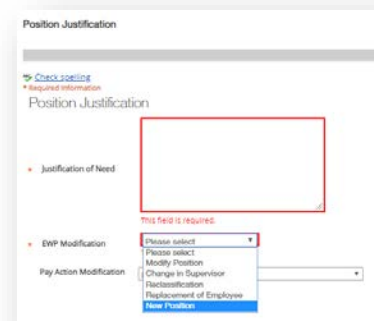 Position Justification
Check spelling
* Required Information
Position Justification
* Justification of Need
This field is required.
* EWP Modification
Please select
Please select
Modify Position
Pay Action Modification
Change in Supervisor
Reclassification
Replacement of Employee
New Position